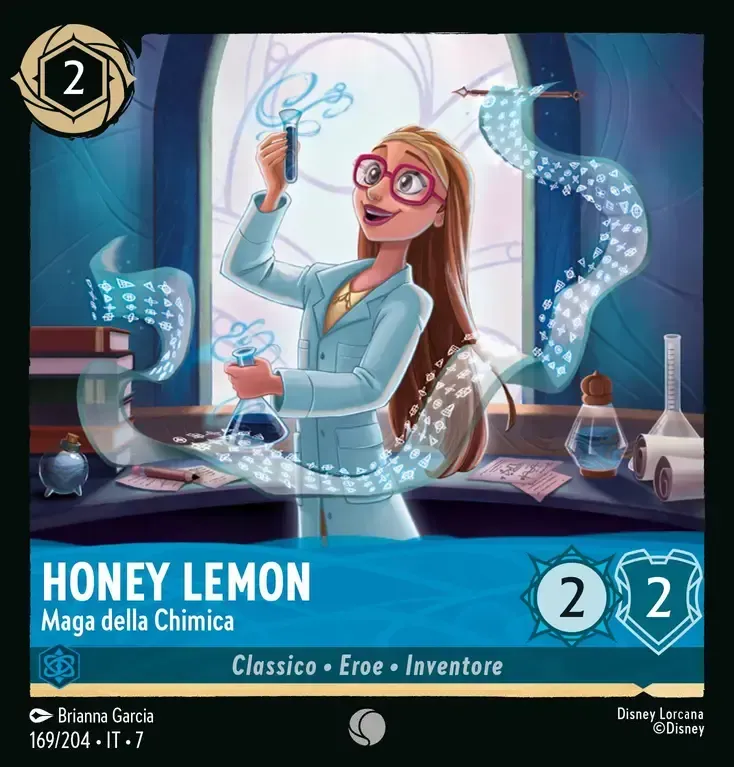 2
HONEY LEMON
Maga della Chimica
2
2
Classico • Eroe • Inventore
Brianna Garcia
169/204 • IT • 7
Disney Lorcana
©Disney